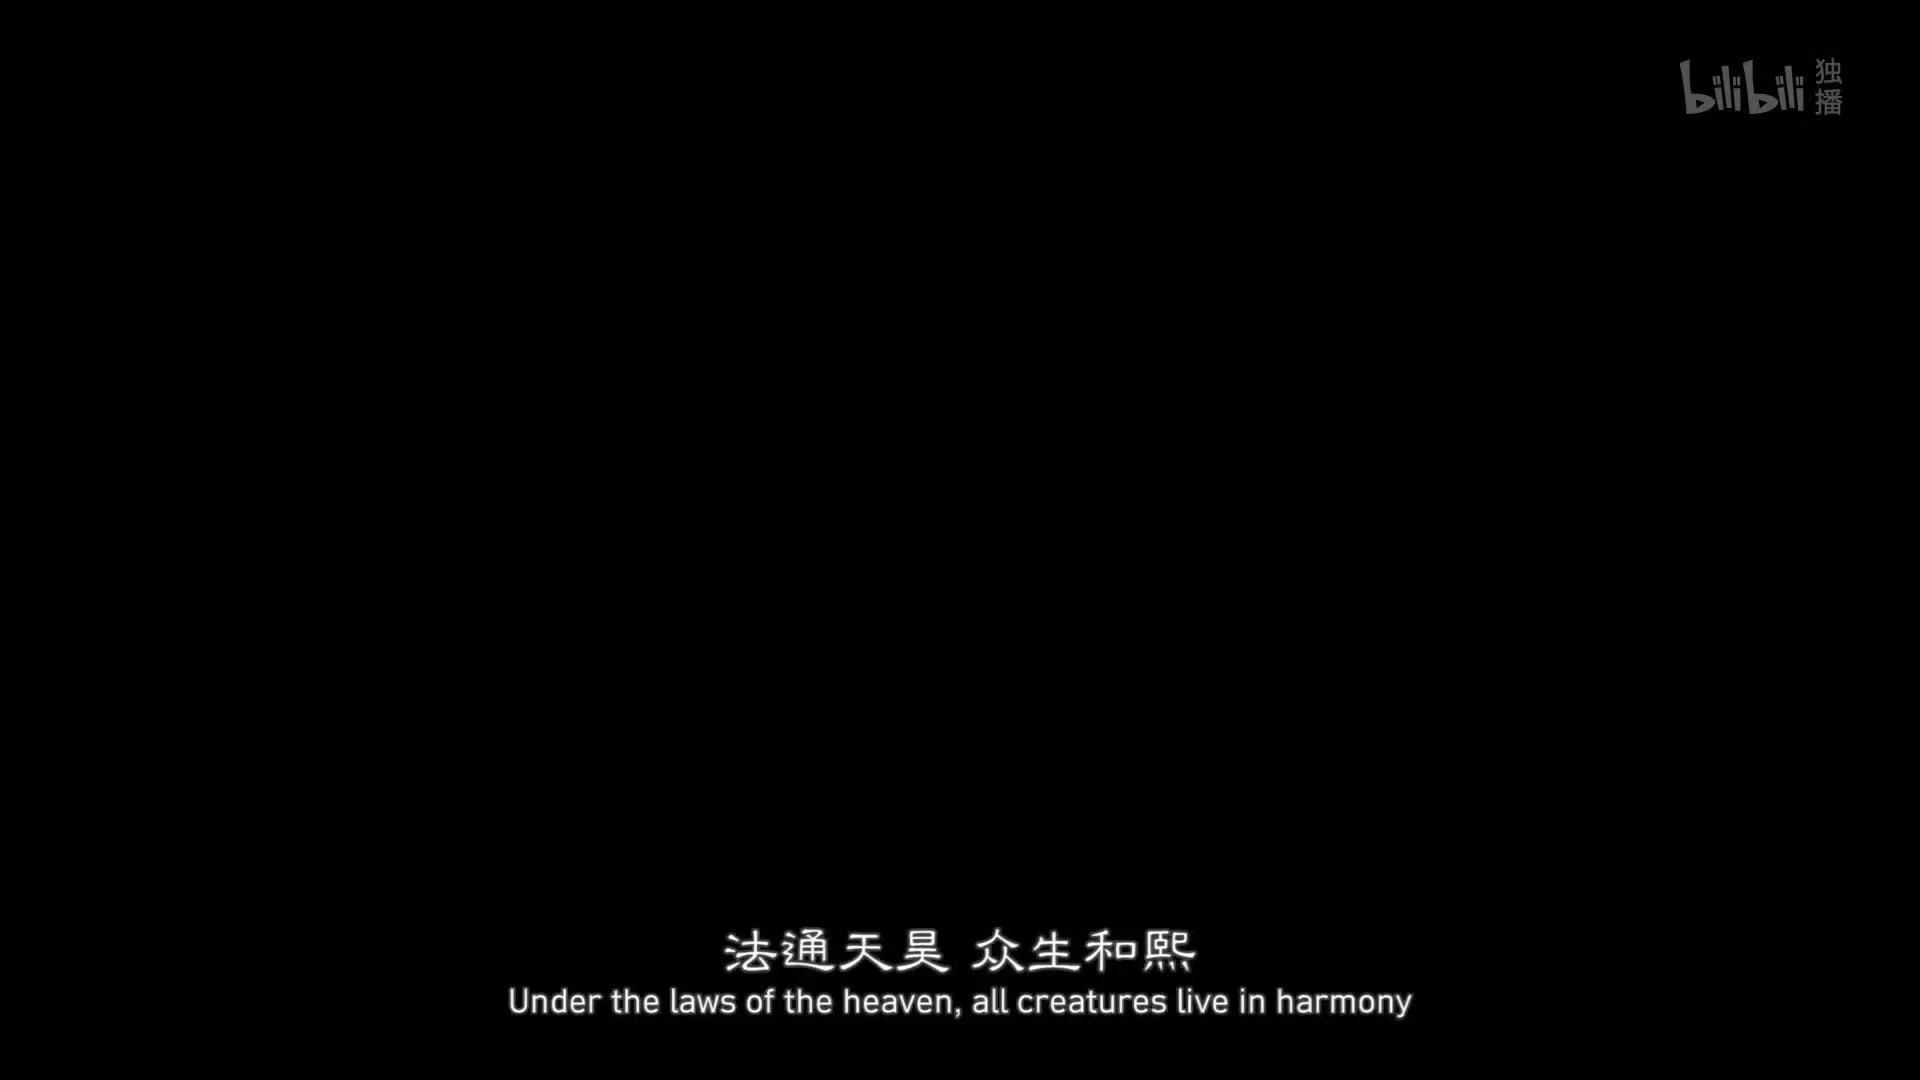 bilibili 独播
法通天昊 众生和熙
Under the laws of the heaven, all creatures live in harmony